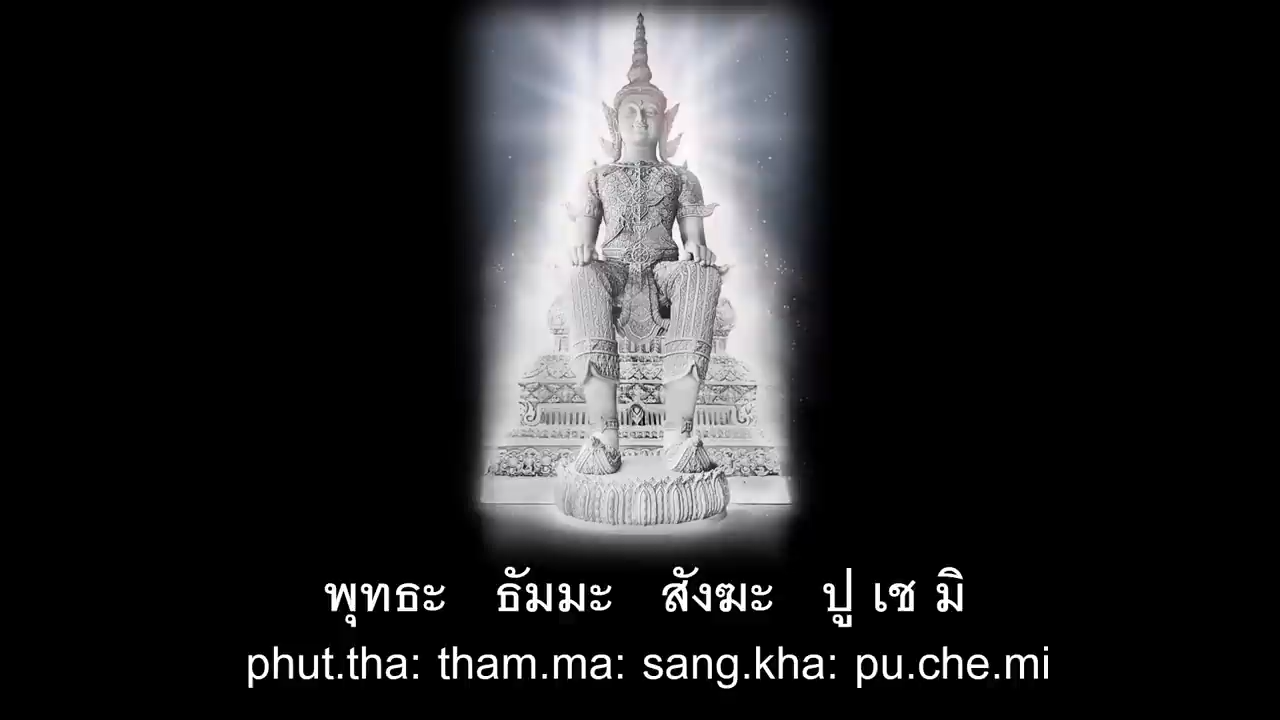 พุทธะ ธัมมะ สังฆะ ปู เช มิ
phut.tha: tham.ma: sang.kha: pu.che.mi